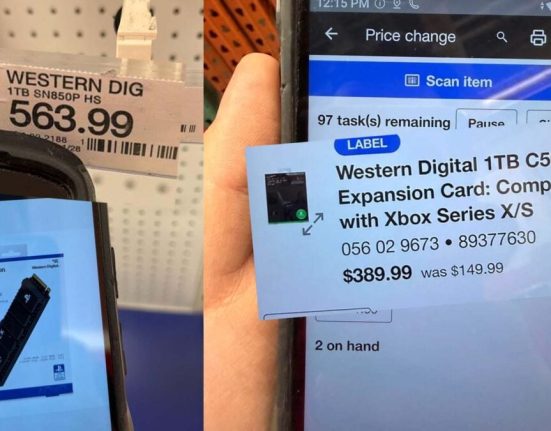 WESTERN DIG
1TB SN850P HS
563.99
Western Digital
12:15 PM
Price change
Scan item
97 task(s) remaining
Pause
LABEL
Western Digital 1TB C5
Expansion Card: Comp
with Xbox Series X/S
056 02 9673 • 89377630
$389.99 was $149.99
2 on hand